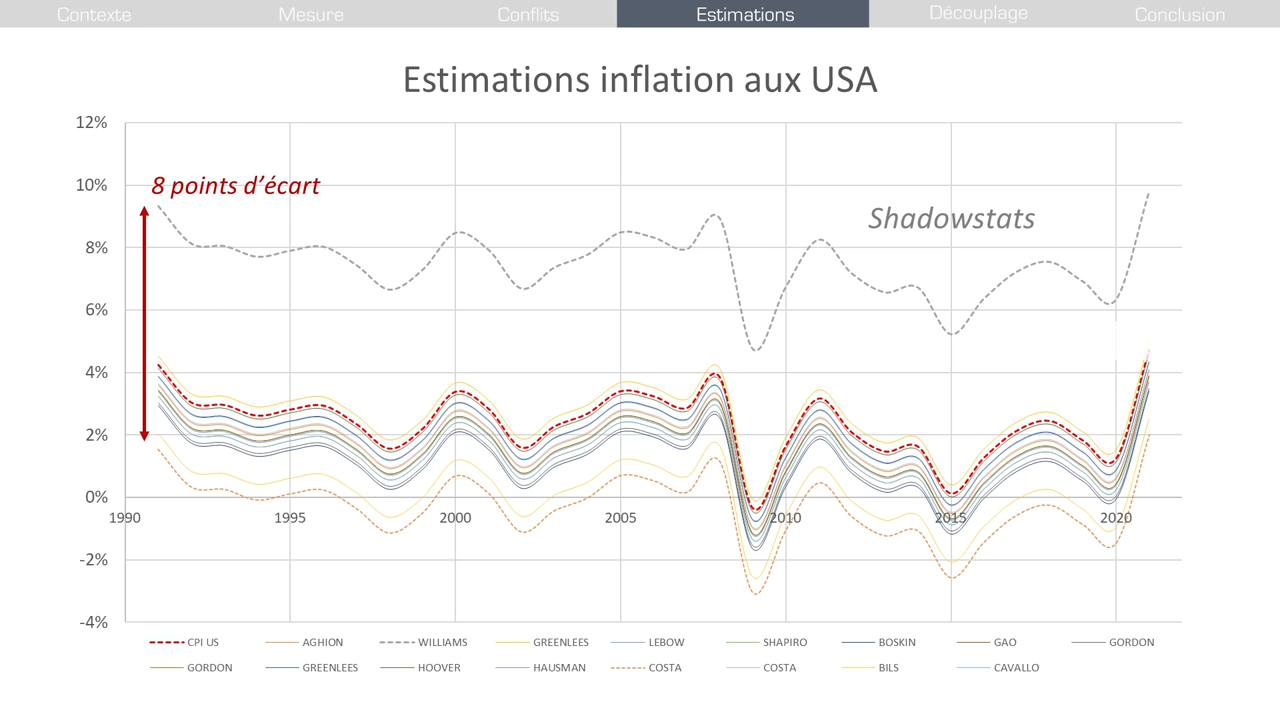 Contexte Mesure Conflits Estimations Découplage Conclusion
Estimations inflation aux USA
12%
10%
8 points d'écart
Shadowstats
8%
6%
4%
2%
0%
1990 1995 2000 2005 2010 2015 2020
-2%
-4%
CPI US AGHION WILLIAMS GREENLEES LEBOW SHAPIRO BOSKIN GAO GORDON
GORDON GREENLEES HOOVER HAUSMAN COSTA COSTA BILS CAVALLO